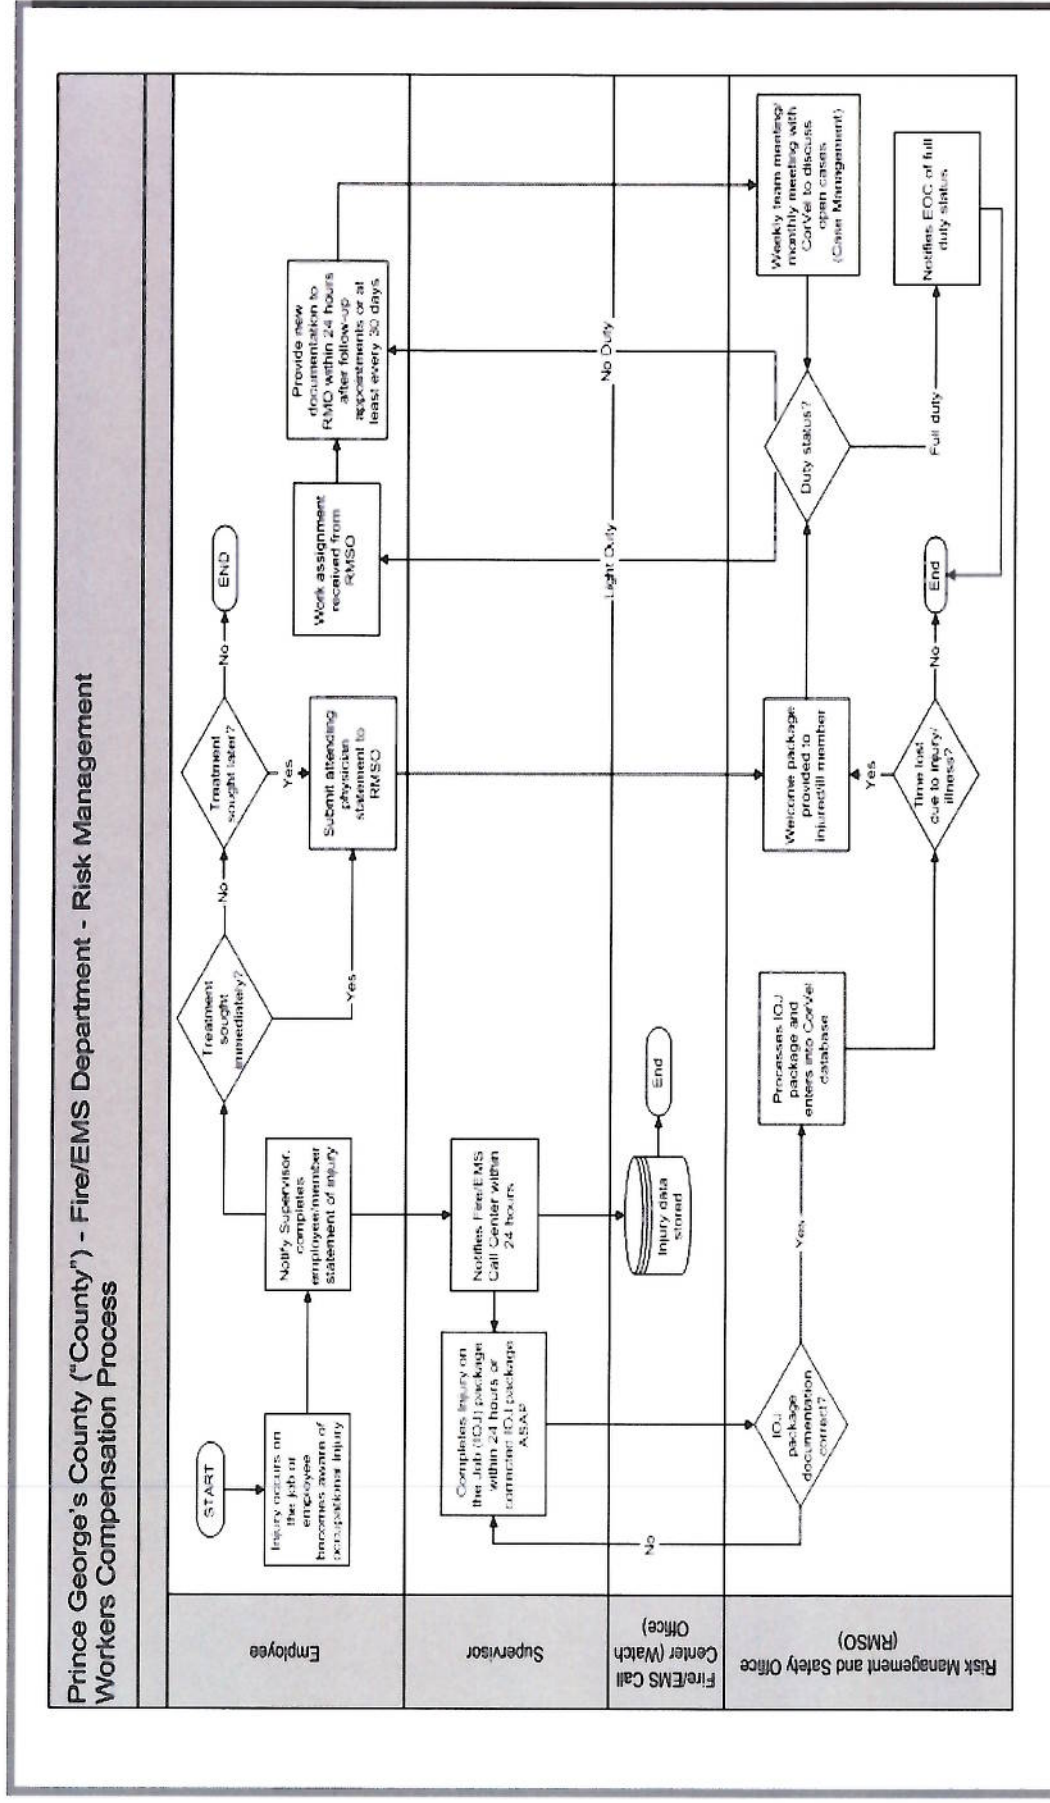 Prince George's County ("County") - Fire/EMS Department - Risk Management
Workers Compensation Process
Employee
START
Injury occurs on
the job or
employee
becomes aware of
occupational injury
Notify Supervisor,
completes
employee/member
statement of injury
Treatment
sought
immediately?
No
Yes
Treatment
sought later?
No
END
Yes
Submit attending
physician
statement to
RMSO
Work assignment
received from
RMSO
Provide new
documentation to
RMO within 24 hours
after follow-up
appointments or at
least every 30 days
Supervisor
Completes Injury on
the Job (IOJ) package
within 24 hours or
corrected IOJ package
ASAP
Notifies Fire/EMS
Call Center within
24 hours
Fire/EMS Call
Center (Watch
Office)
No
Injury data
stored
End
Light Duty
No Duty
Risk Management and Safety Office
(RMSO)
IOJ
package
documentation
correct?
Yes
Processes IOJ
package and
enters into CorVel
database
Welcome package
provided to
injured/ill member
Yes
Time lost
due to injury/
illness?
No
End
Duty status?
Full duty
Weekly team meeting/
monthly meeting with
CorVel to discuss
open cases
(Case Management)
Notifies EOC of full
duty status